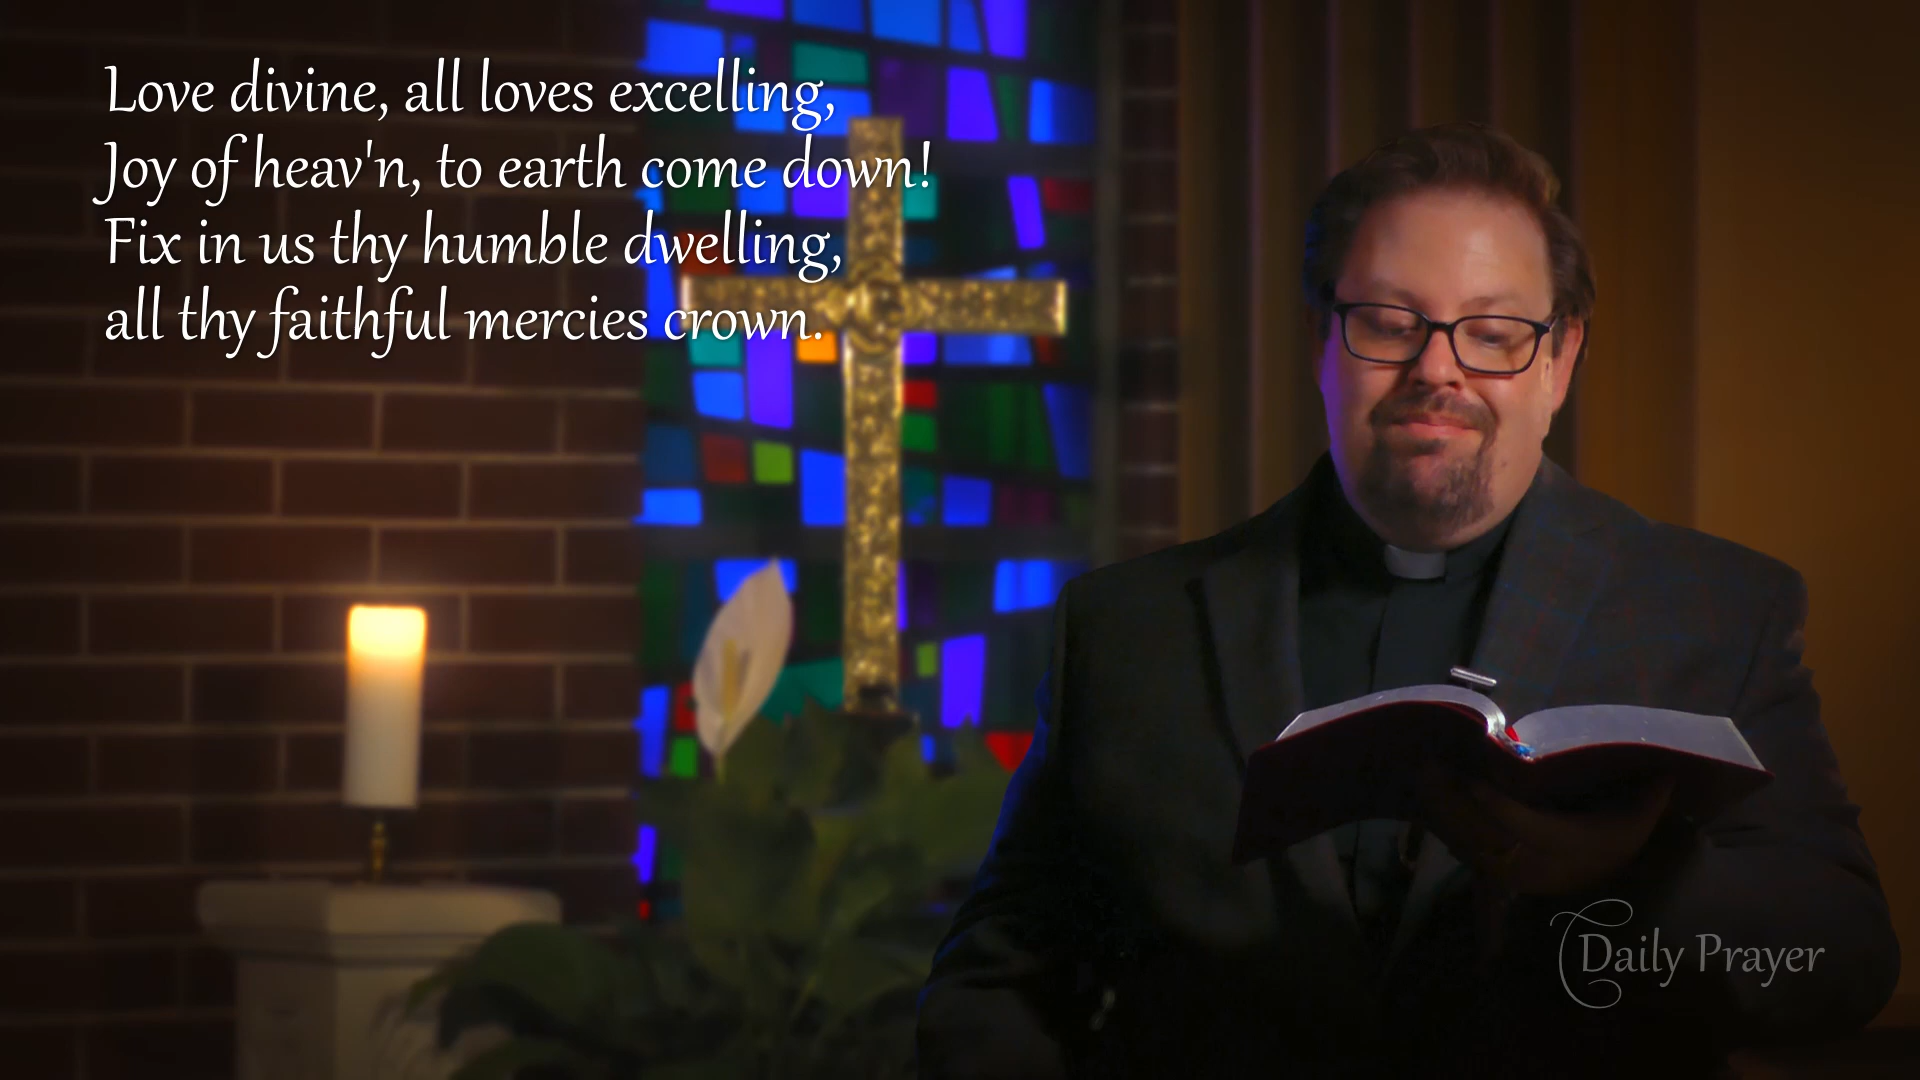 Love divine, all loves excelling,
Joy of heav'n, to earth come down!
Fix in us thy humble dwelling,
all thy faithful mercies crown.
Daily Prayer